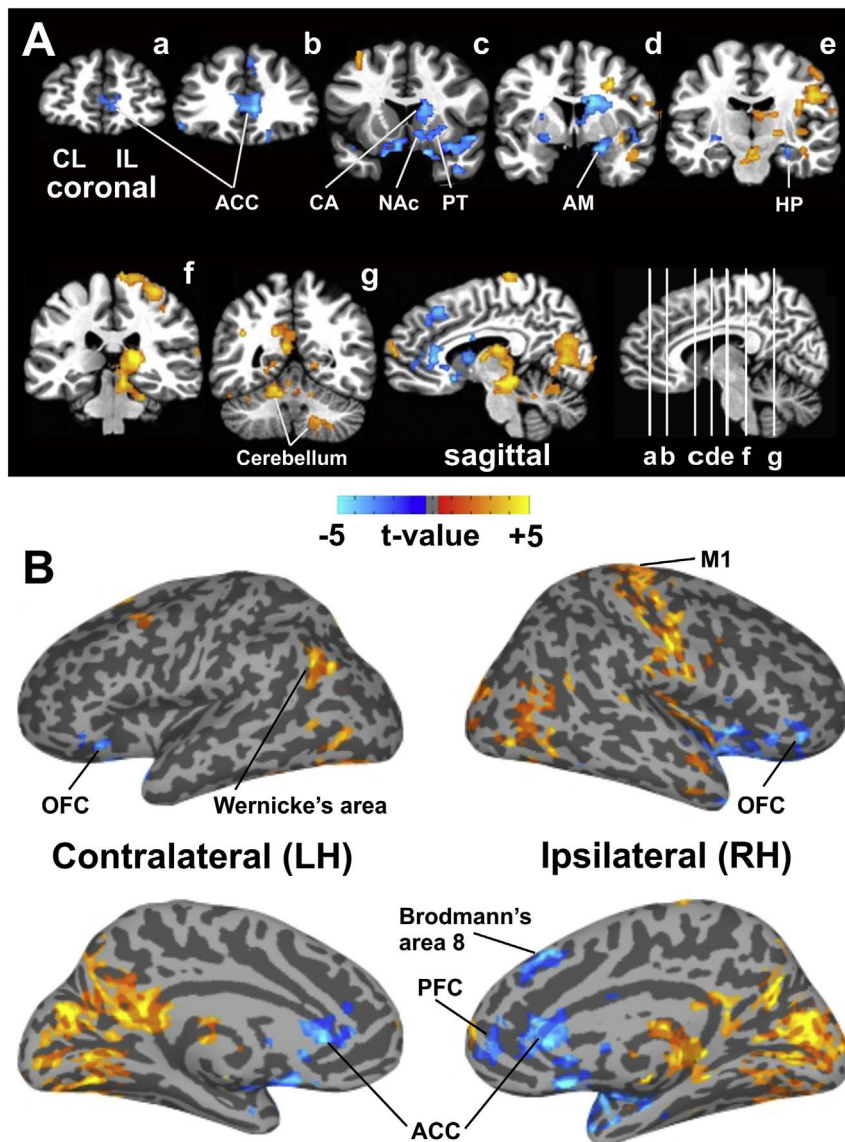 A
a b c d e
CL IL
coronal
ACC CA NAc PT AM HP
f g
Cerebellum
sagittal
a b c d e f g
-5 t-value +5
B
M1
OFC Wernicke's area OFC
Contralateral (LH) Ipsilateral (RH)
Brodmann's
area 8
PFC
ACC